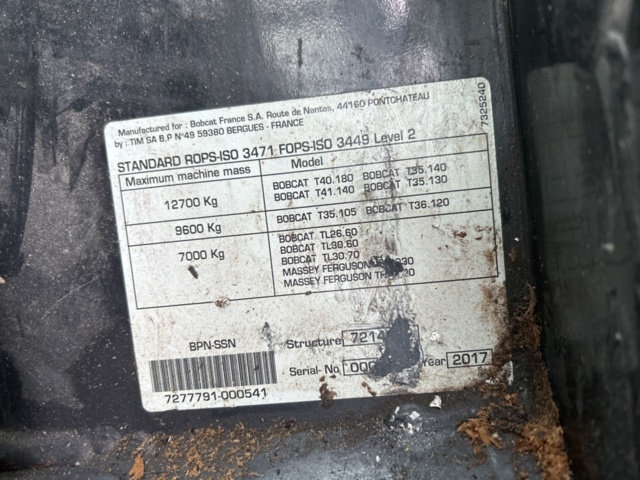 Manufactured for : Bobcat France S.A. Route de Nantes, 44160 PONTCHATEAU
by : TIM SA B.P N°49 59380 BERGUES - FRANCE
7325240
STANDARD ROPS-ISO 3471 FOPS-ISO 3449 Level 2
Maximum machine mass Model
12700 Kg
BOBCAT T40.180 BOBCAT T35.140
BOBCAT T41.140 BOBCAT T35.130
9600 Kg BOBCAT T35.105 BOBCAT T36.120
7000 Kg
BOBCAT TL26.60
BOBCAT TL30.60
BOBCAT TL30.70
MASSEY FERGUSON
MASSEY FERGUSON
BPN-SSN
Structure
Serial- No Year 2017
7277791-000541